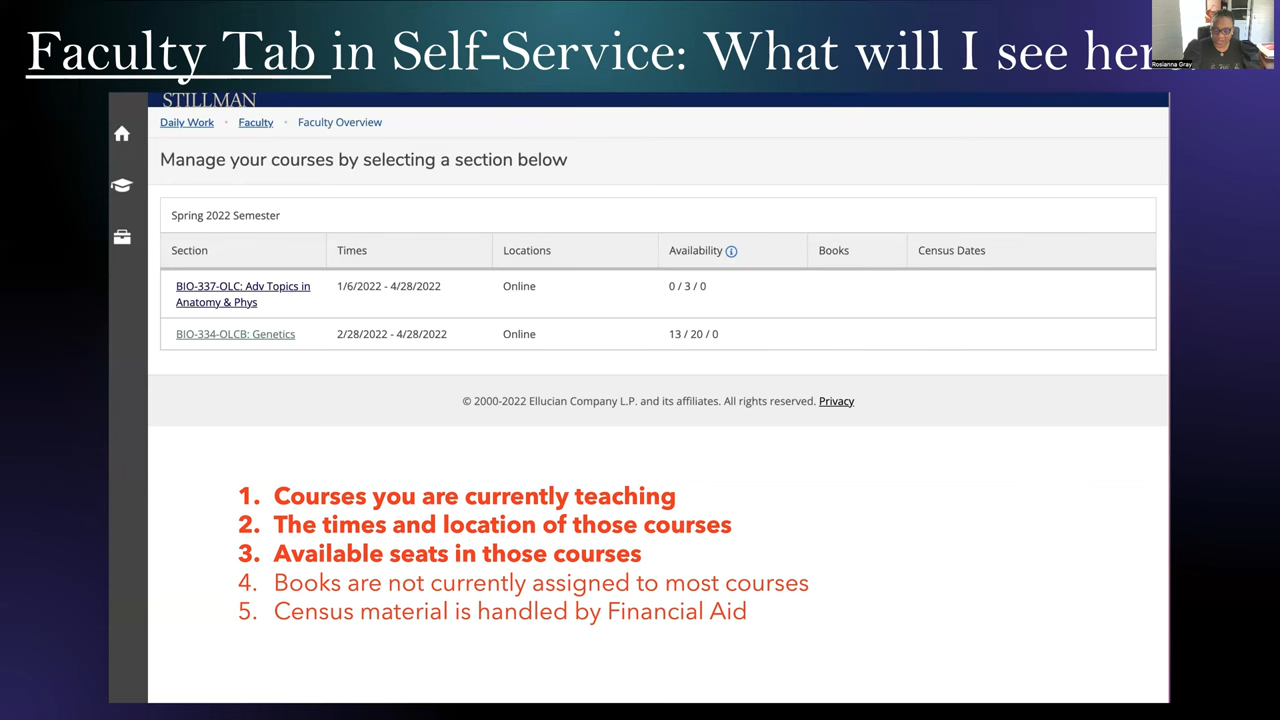 Faculty Tab in Self-Service: What will I see her
Rosianna Gray
STILLMAN
Daily Work • Faculty • Faculty Overview
Manage your courses by selecting a section below
Spring 2022 Semester
Section Times Locations Availability Books Census Dates
BIO-337-OLC: Adv Topics in 1/6/2022 - 4/28/2022 Online 0 / 3 / 0
Anatomy & Phys
BIO-334-OLCB: Genetics 2/28/2022 - 4/28/2022 Online 13 / 20 / 0
© 2000-2022 Ellucian Company L.P. and its affiliates. All rights reserved. Privacy
1. Courses you are currently teaching
2. The times and location of those courses
3. Available seats in those courses
4. Books are not currently assigned to most courses
5. Census material is handled by Financial Aid